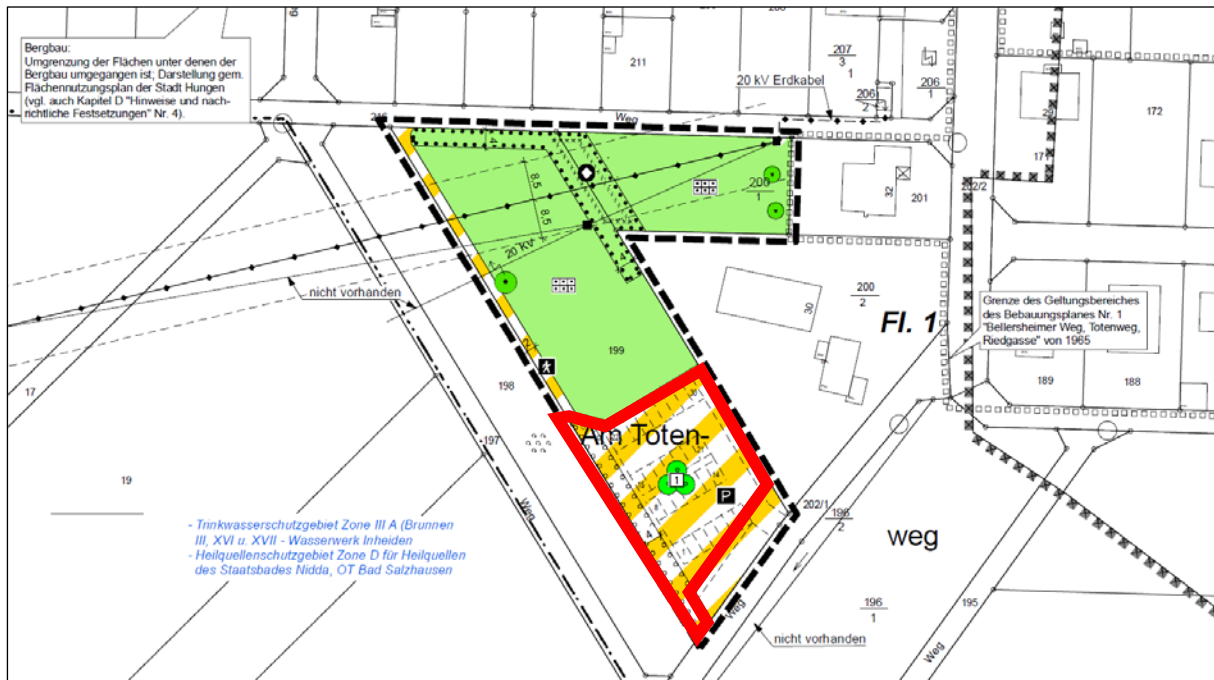 Bergbau:
Umgrenzung der Flächen unter denen der
Bergbau umgegangen ist; Darstellung gem.
Flächennutzungsplan der Stadt Hungen
(vgl. auch Kapitel D "Hinweise und nach-
richtliche Festsetzungen" Nr. 4).
211
207
3
1
206
2
206
1
20 kV Erdkabel
Weg
29
172
171
202/2
32
201
200
1
8,5
8,5
20 kV
4
nicht vorhanden
200
2
30
Fl. 1
Grenze des Geltungsbereiches
des Bebauungsplanes Nr. 1
"Bellersheimer Weg, Totenweg,
Riedgasse" von 1965
189
188
199
198
197
17
19
Am Toten-
1
P
4
202/1
196
2
weg
Weg
- Trinkwasserschutzgebiet Zone III A (Brunnen
III, XVI u. XVII - Wasserwerk Inheiden
- Heilquellenschutzgebiet Zone D für Heilquellen
des Staatsbades Nidda, OT Bad Salzhausen
Weg
nicht vorhanden
196
1
195
Weg